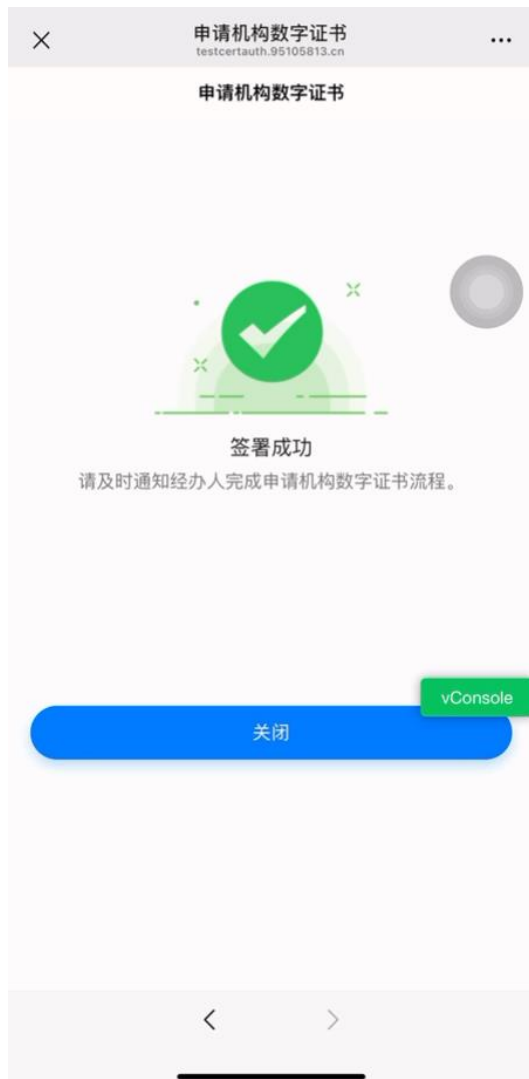 申请机构数字证书
testcertauth.95105813.cn
申请机构数字证书
签署成功
请及时通知经办人完成申请机构数字证书流程。
vConsole
关闭